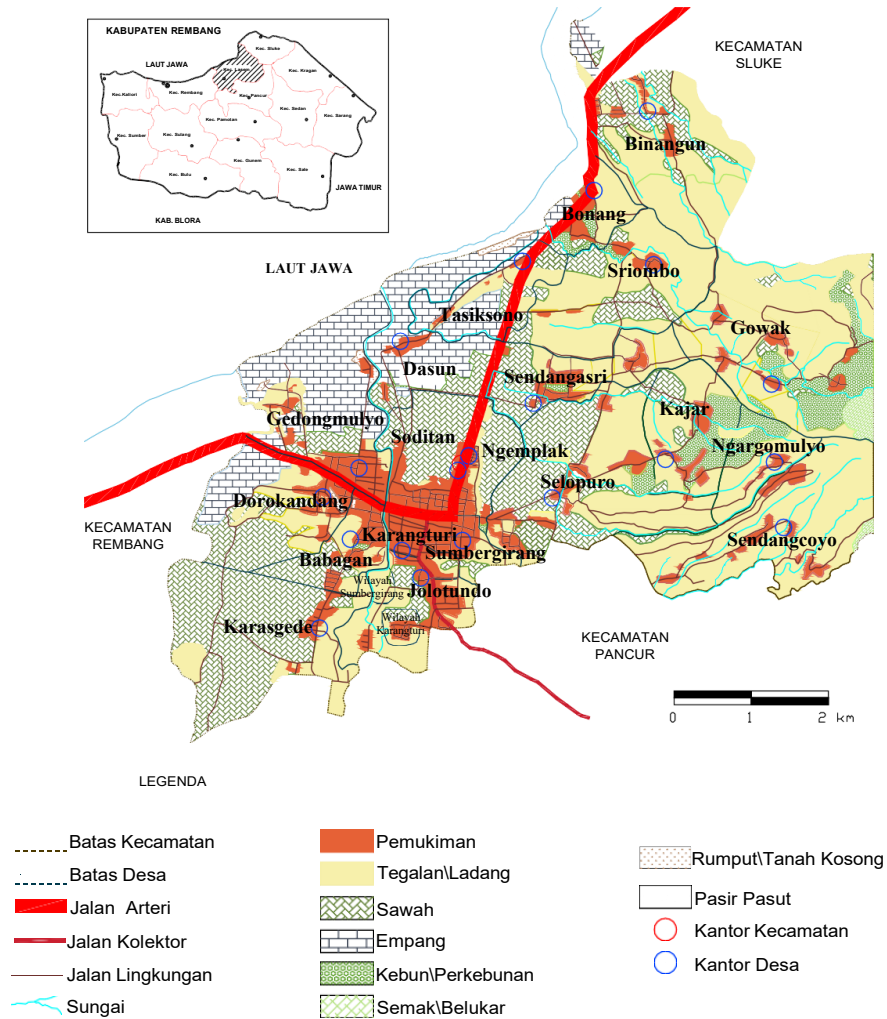 KABUPATEN REMBANG
LAUT JAWA
Kec. Sluke
Kec. Lasem
Kec. Kragan
Kec.Kaliori
Kec. Rembang
Kec. Pancur
Kec. Sedan
Kec. Sarang
Kec. Pamotan
Kec. Sumber
Kec. Sulang
Kec. Gunem
Kec. Sale
Kec. Bulu
JAWA TIMUR
KAB. BLORA
KECAMATAN
SLUKE
Binangun
Bonang
LAUT JAWA
Sriombo
Tasiksono
Gowak
Dasun
Sendangasri
Kajar
Gedongmulyo
Soditan
Ngemplak
Ngargomulyo
Selopuro
Dorokandang
KECAMATAN
REMBANG
Karangturi
Sumbergirang
Sendangcoyo
Babagan
Wilayah
Sumbergirang
Jolotundo
Wilayah
Karangturi
Karasgede
KECAMATAN
PANCUR
0 1 2 km
LEGENDA
Batas Kecamatan
Batas Desa
Jalan Arteri
Jalan Kolektor
Jalan Lingkungan
Sungai
Pemukiman
Tegalan\Ladang
Sawah
Empang
Kebun\Perkebunan
Semak\Belukar
Rumput\Tanah Kosong
Pasir Pasut
Kantor Kecamatan
Kantor Desa